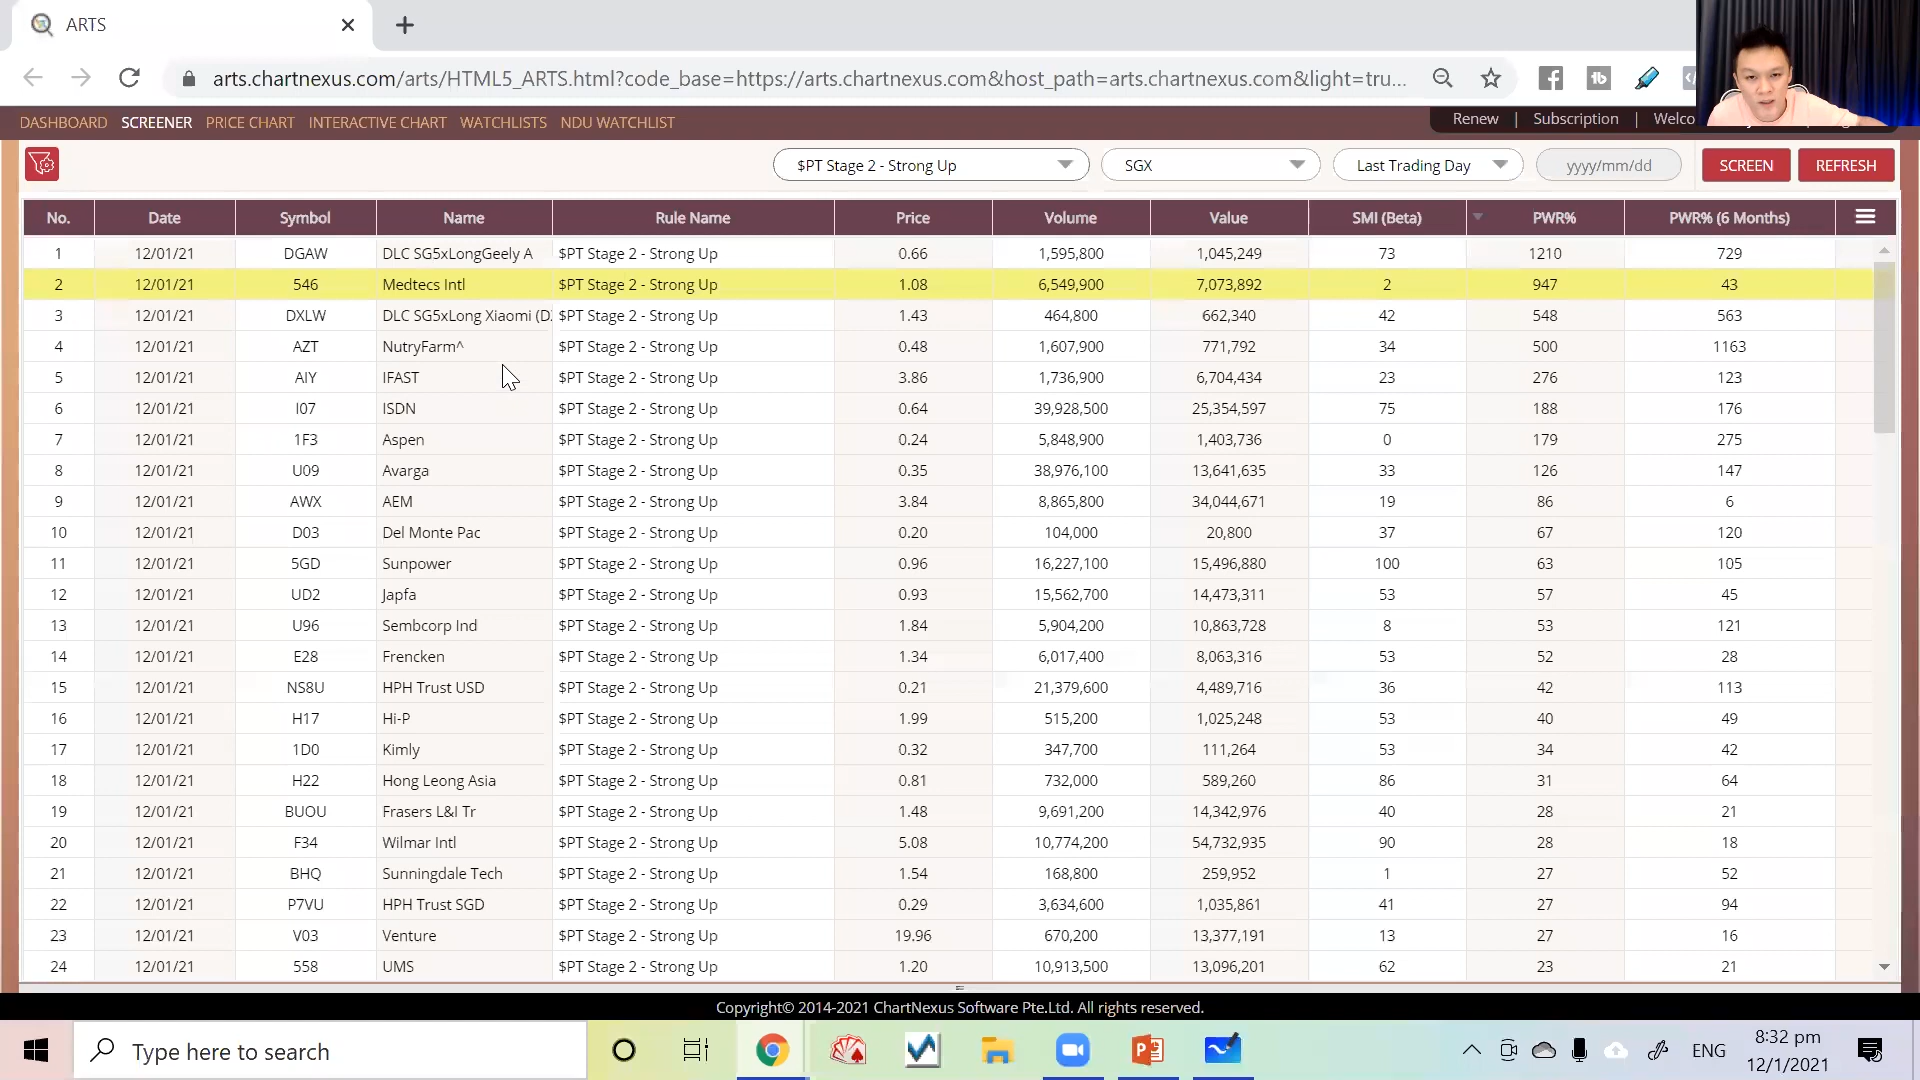 ARTS
arts.chartnexus.com/arts/HTML5_ARTS.html?code_base=https://arts.chartnexus.com&host_path=arts.chartnexus.com&light=tru...
DASHBOARD SCREENER PRICE CHART INTERACTIVE CHART WATCHLISTS NDU WATCHLIST Renew | Subscription |
$PT Stage 2 - Strong Up SGX Last Trading Day yyyy/mm/dd SCREEN REFRESH
No. Date Symbol Name Rule Name Price Volume Value SMI (Beta) PWR% PWR% (6 Months)
1 12/01/21 DGAW DLC SG5xLongGeely A $PT Stage 2 - Strong Up 0.66 1,595,800 1,045,249 73 1210 729
2 12/01/21 546 Medtecs Intl $PT Stage 2 - Strong Up 1.08 6,549,900 7,073,892 2 947 43
3 12/01/21 DXLW DLC SG5xLong Xiaomi (D $PT Stage 2 - Strong Up 1.43 464,800 662,340 42 548 563
4 12/01/21 AZT NutryFarm^ $PT Stage 2 - Strong Up 0.48 1,607,900 771,792 34 500 1163
5 12/01/21 AIY IFAST $PT Stage 2 - Strong Up 3.86 1,736,900 6,704,434 23 276 123
6 12/01/21 I07 ISDN $PT Stage 2 - Strong Up 0.64 39,928,500 25,354,597 75 188 176
7 12/01/21 1F3 Aspen $PT Stage 2 - Strong Up 0.24 5,848,900 1,403,736 0 179 275
8 12/01/21 U09 Avarga $PT Stage 2 - Strong Up 0.35 38,976,100 13,641,635 33 126 147
9 12/01/21 AWX AEM $PT Stage 2 - Strong Up 3.84 8,865,800 34,044,671 19 86 6
10 12/01/21 D03 Del Monte Pac $PT Stage 2 - Strong Up 0.20 104,000 20,800 37 67 120
11 12/01/21 5GD Sunpower $PT Stage 2 - Strong Up 0.96 16,227,100 15,496,880 100 63 105
12 12/01/21 UD2 Japfa $PT Stage 2 - Strong Up 0.93 15,562,700 14,473,311 53 57 45
13 12/01/21 U96 Sembcorp Ind $PT Stage 2 - Strong Up 1.84 5,904,200 10,863,728 8 53 121
14 12/01/21 E28 Frencken $PT Stage 2 - Strong Up 1.34 6,017,400 8,063,316 53 52 28
15 12/01/21 NS8U HPH Trust USD $PT Stage 2 - Strong Up 0.21 21,379,600 4,489,716 36 42 113
16 12/01/21 H17 Hi-P $PT Stage 2 - Strong Up 1.99 515,200 1,025,248 53 40 49
17 12/01/21 1D0 Kimly $PT Stage 2 - Strong Up 0.32 347,700 111,264 53 34 42
18 12/01/21 H22 Hong Leong Asia $PT Stage 2 - Strong Up 0.81 732,000 589,260 86 31 64
19 12/01/21 BUOU Frasers L&I Tr $PT Stage 2 - Strong Up 1.48 9,691,200 14,342,976 40 28 21
20 12/01/21 F34 Wilmar Intl $PT Stage 2 - Strong Up 5.08 10,774,200 54,732,935 90 28 18
21 12/01/21 BHQ Sunningdale Tech $PT Stage 2 - Strong Up 1.54 168,800 259,952 1 27 52
22 12/01/21 P7VU HPH Trust SGD $PT Stage 2 - Strong Up 0.29 3,634,600 1,035,861 41 27 94
23 12/01/21 V03 Venture $PT Stage 2 - Strong Up 19.96 670,200 13,377,191 13 27 16
24 12/01/21 558 UMS $PT Stage 2 - Strong Up 1.20 10,913,500 13,096,201 62 23 21
Copyright© 2014-2021 ChartNexus Software Pte.Ltd. All rights reserved.
Type here to search
ENG
8:32 pm
12/1/2021